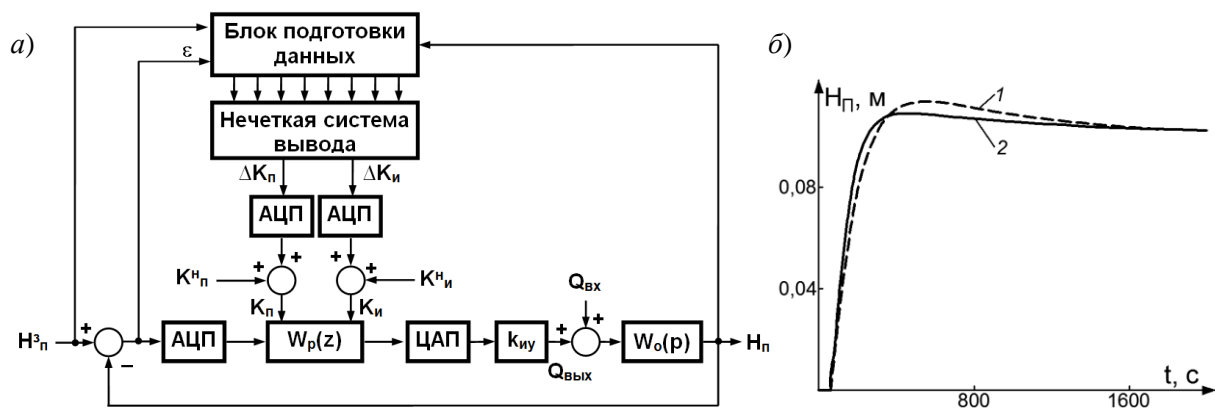 а)
Блок подготовки
данных
ε
Нечеткая система
вывода
ΔKп ΔKи
АЦП АЦП
+ + + +
Kнп Kни
Kп Kи
Qвх
Hзп + − АЦП Wр(z) ЦАП kиу + + Wо(p) Hп
Qвых
б)
HП, м
1
2
0,08
0,04
t, с
800 1600